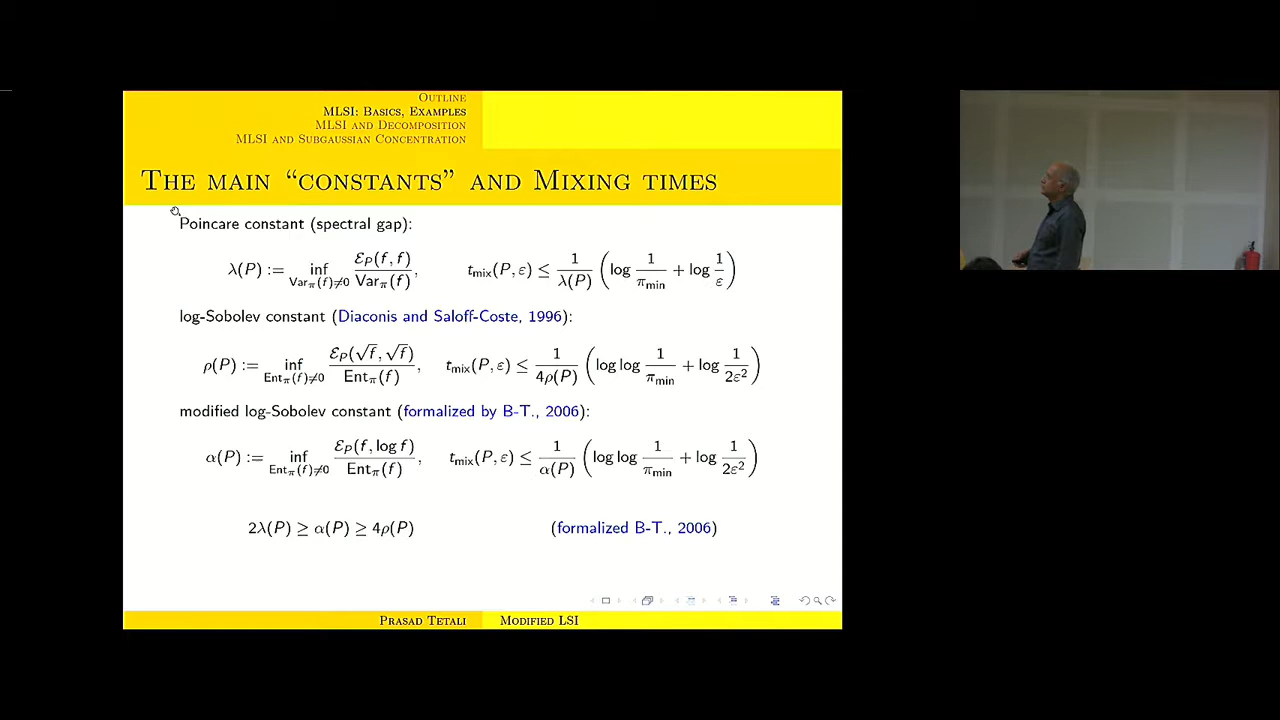 OUTLINE
MLSI: BASICS, EXAMPLES
MLSI AND DECOMPOSITION
MLSI AND SUBGAUSSIAN CONCENTRATION
THE MAIN “CONSTANTS” AND MIXING TIMES
Poincare constant (spectral gap):
λ(P) := inf_{Var_π(f)≠0} ℰ_P(f, f) / Var_π(f), t_mix(P, ε) ≤ 1/λ(P) (log 1/π_min + log 1/ε)
log-Sobolev constant (Diaconis and Saloff-Coste, 1996):
ρ(P) := inf_{Ent_π(f)≠0} ℰ_P(√f, √f) / Ent_π(f), t_mix(P, ε) ≤ 1/4ρ(P) (log log 1/π_min + log 1/2ε²)
modified log-Sobolev constant (formalized by B-T., 2006):
α(P) := inf_{Ent_π(f)≠0} ℰ_P(f, log f) / Ent_π(f), t_mix(P, ε) ≤ 1/α(P) (log log 1/π_min + log 1/2ε²)
2λ(P) ≥ α(P) ≥ 4ρ(P) (formalized B-T., 2006)
PRASAD TETALI MODIFIED LSI